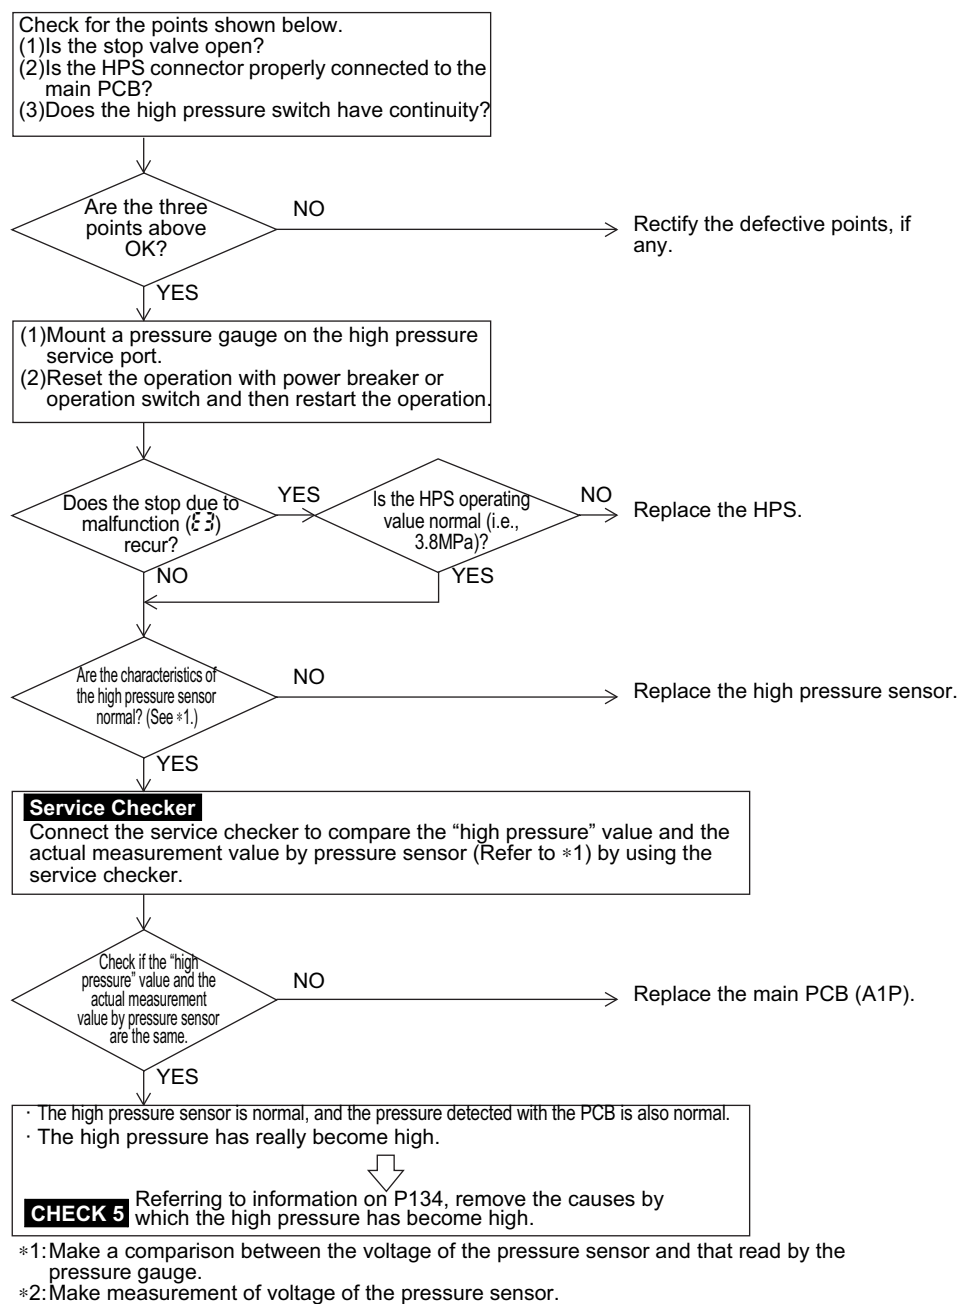 Check for the points shown below.
(1)Is the stop valve open?
(2)Is the HPS connector properly connected to the
main PCB?
(3)Does the high pressure switch have continuity?
Are the three
points above
OK?
NO
Rectify the defective points, if
any.
YES
(1)Mount a pressure gauge on the high pressure
service port.
(2)Reset the operation with power breaker or
operation switch and then restart the operation.
Does the stop due to
malfunction (E3)
recur?
YES
Is the HPS operating
value normal (i.e.,
3.8MPa)?
NO
Replace the HPS.
NO
YES
Are the characteristics of
the high pressure sensor
normal? (See *1.)
NO
Replace the high pressure sensor.
YES
Service Checker
Connect the service checker to compare the “high pressure” value and the
actual measurement value by pressure sensor (Refer to *1) by using the
service checker.
Check if the “high
pressure” value and the
actual measurement
value by pressure sensor
are the same.
NO
Replace the main PCB (A1P).
YES
· The high pressure sensor is normal, and the pressure detected with the PCB is also normal.
· The high pressure has really become high.
CHECK 5 Referring to information on P134, remove the causes by
which the high pressure has become high.
*1:Make a comparison between the voltage of the pressure sensor and that read by the
pressure gauge.
*2:Make measurement of voltage of the pressure sensor.